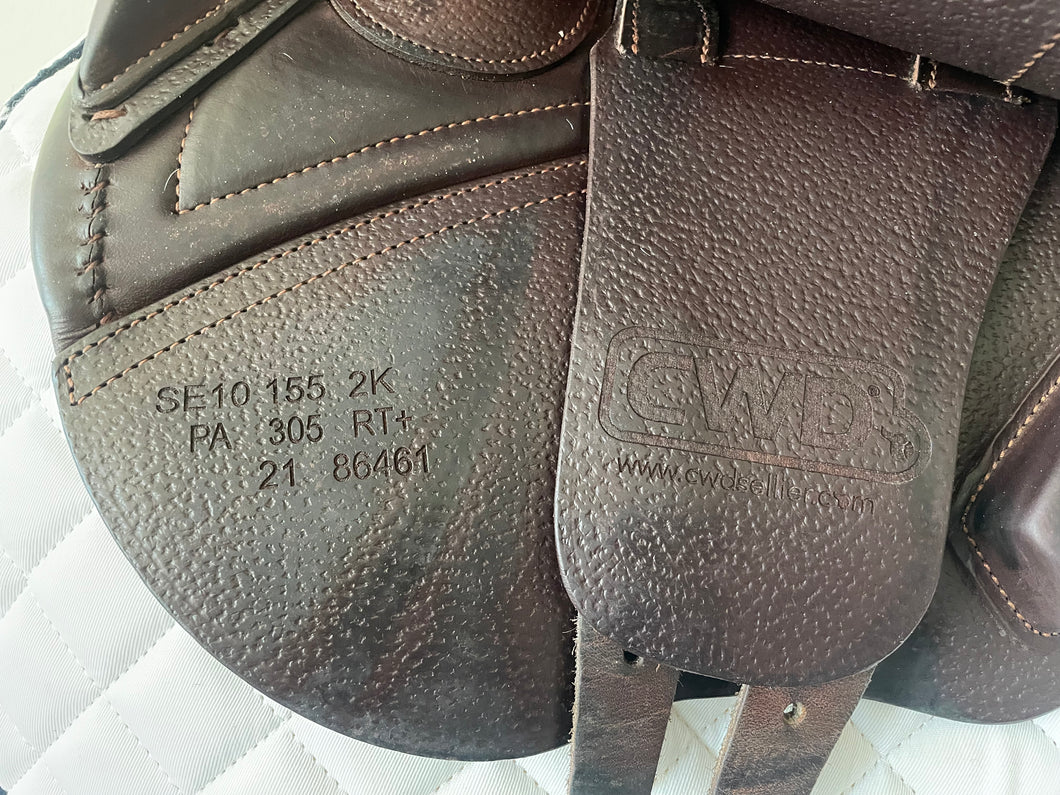 SE10 155 2K
PA 305 RT+
21 86461
CWD®
www.cwdsellier.com